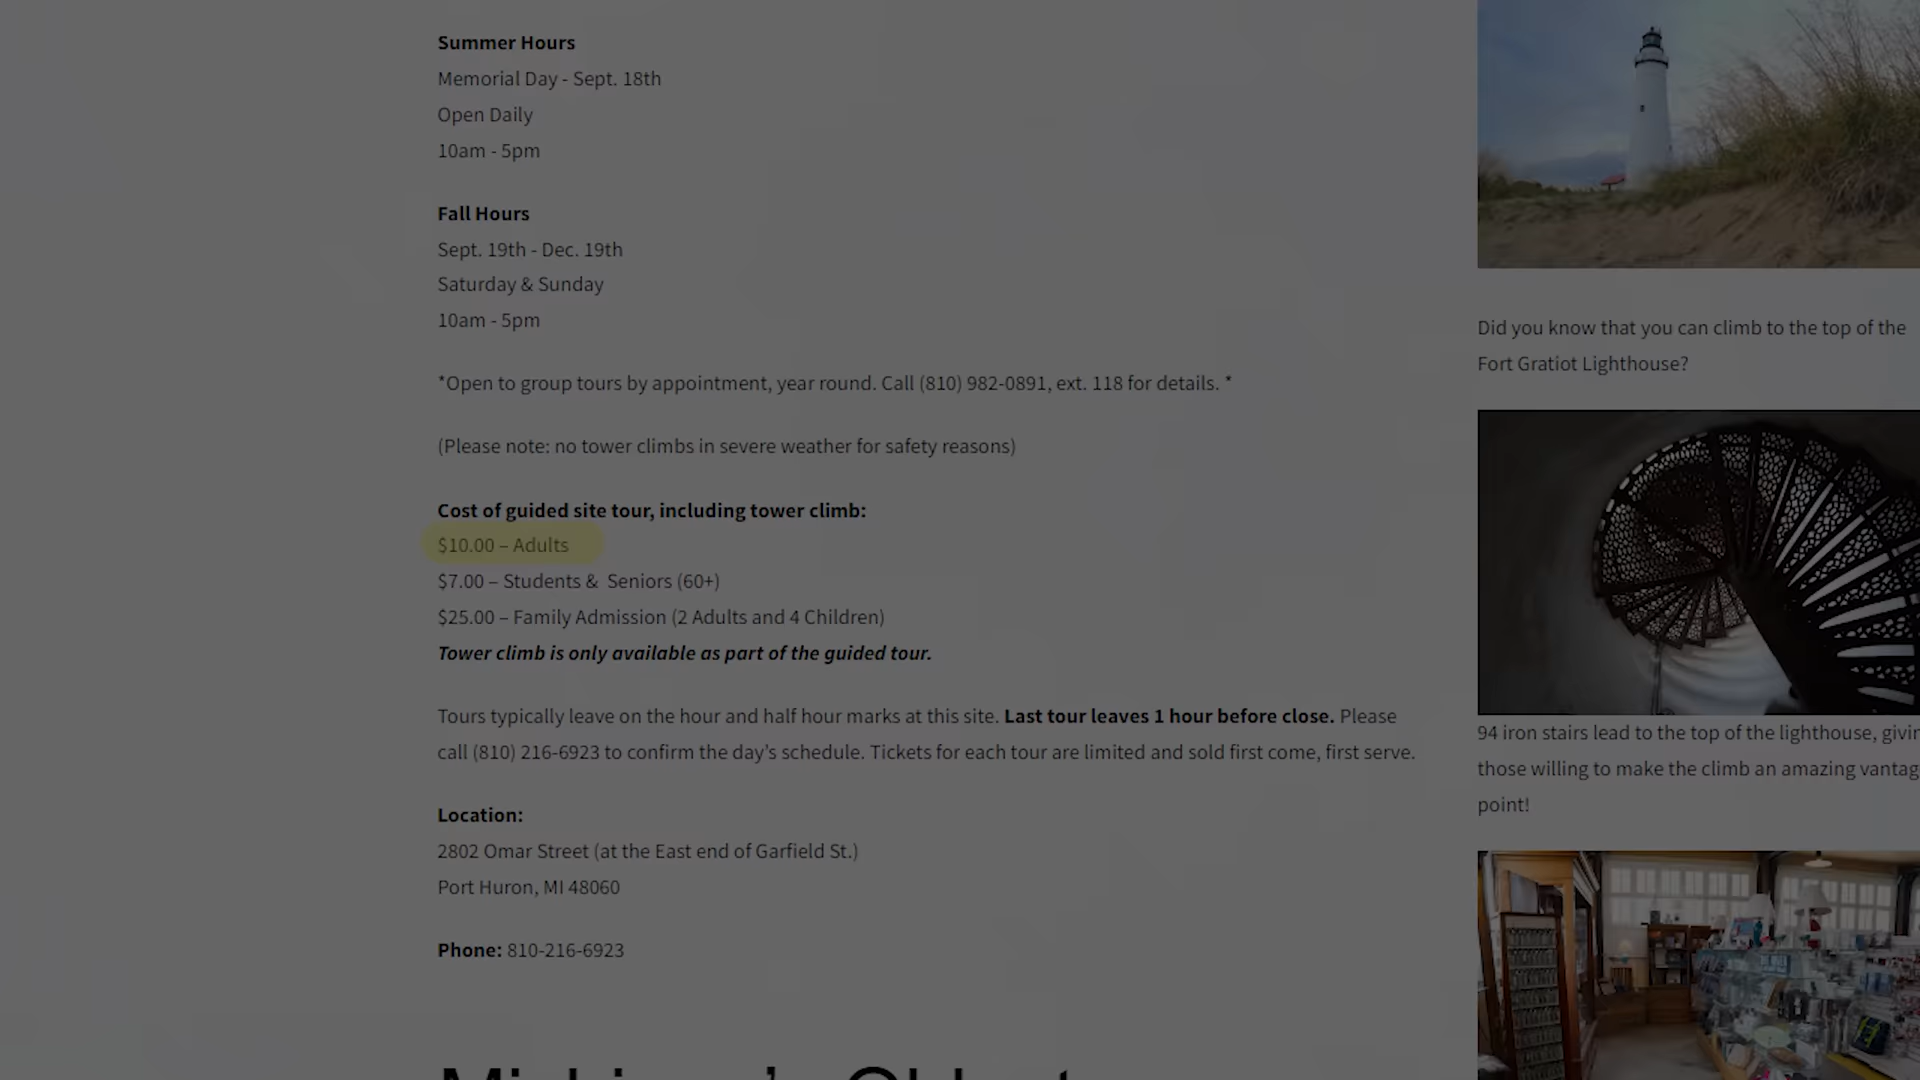 Summer Hours
Memorial Day - Sept. 18th
Open Daily
10am - 5pm
Fall Hours
Sept. 19th - Dec. 19th
Saturday & Sunday
10am - 5pm
*Open to group tours by appointment, year round. Call (810) 982-0891, ext. 118 for details. *
(Please note: no tower climbs in severe weather for safety reasons)
Cost of guided site tour, including tower climb:
$10.00 – Adults
$7.00 – Students & Seniors (60+)
$25.00 – Family Admission (2 Adults and 4 Children)
Tower climb is only available as part of the guided tour.
Tours typically leave on the hour and half hour marks at this site. Last tour leaves 1 hour before close. Please
call (810) 216-6923 to confirm the day's schedule. Tickets for each tour are limited and sold first come, first serve.
Location:
2802 Omar Street (at the East end of Garfield St.)
Port Huron, MI 48060
Phone: 810-216-6923
Did you know that you can climb to the top of the
Fort Gratiot Lighthouse?
94 iron stairs lead to the top of the lighthouse,
those willing to make the climb an amazing
point!